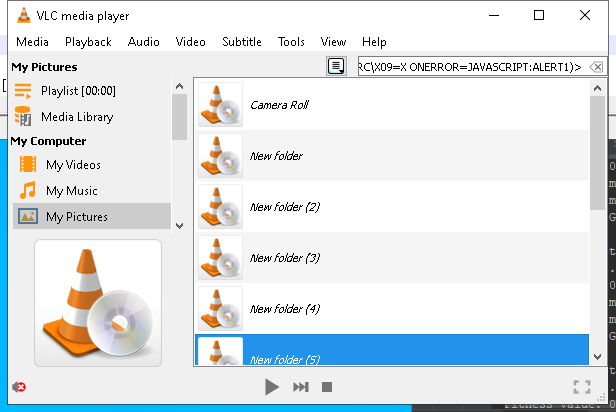 VLC media player
Media Playback Audio Video Subtitle Tools View Help
My Pictures
RC\X09=X ONERROR=JAVASCRIPT:ALERT1)>
Playlist [00:00]
Media Library
My Computer
My Videos
My Music
My Pictures
Camera Roll
New folder
New folder (2)
New folder (3)
New folder (4)
New folder (5)